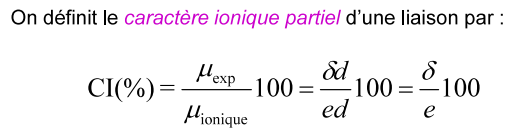 On définit le caractère ionique partiel d'une liaison par :
CI(%) = μexp / μionique 100 = δd / ed 100 = δ / e 100